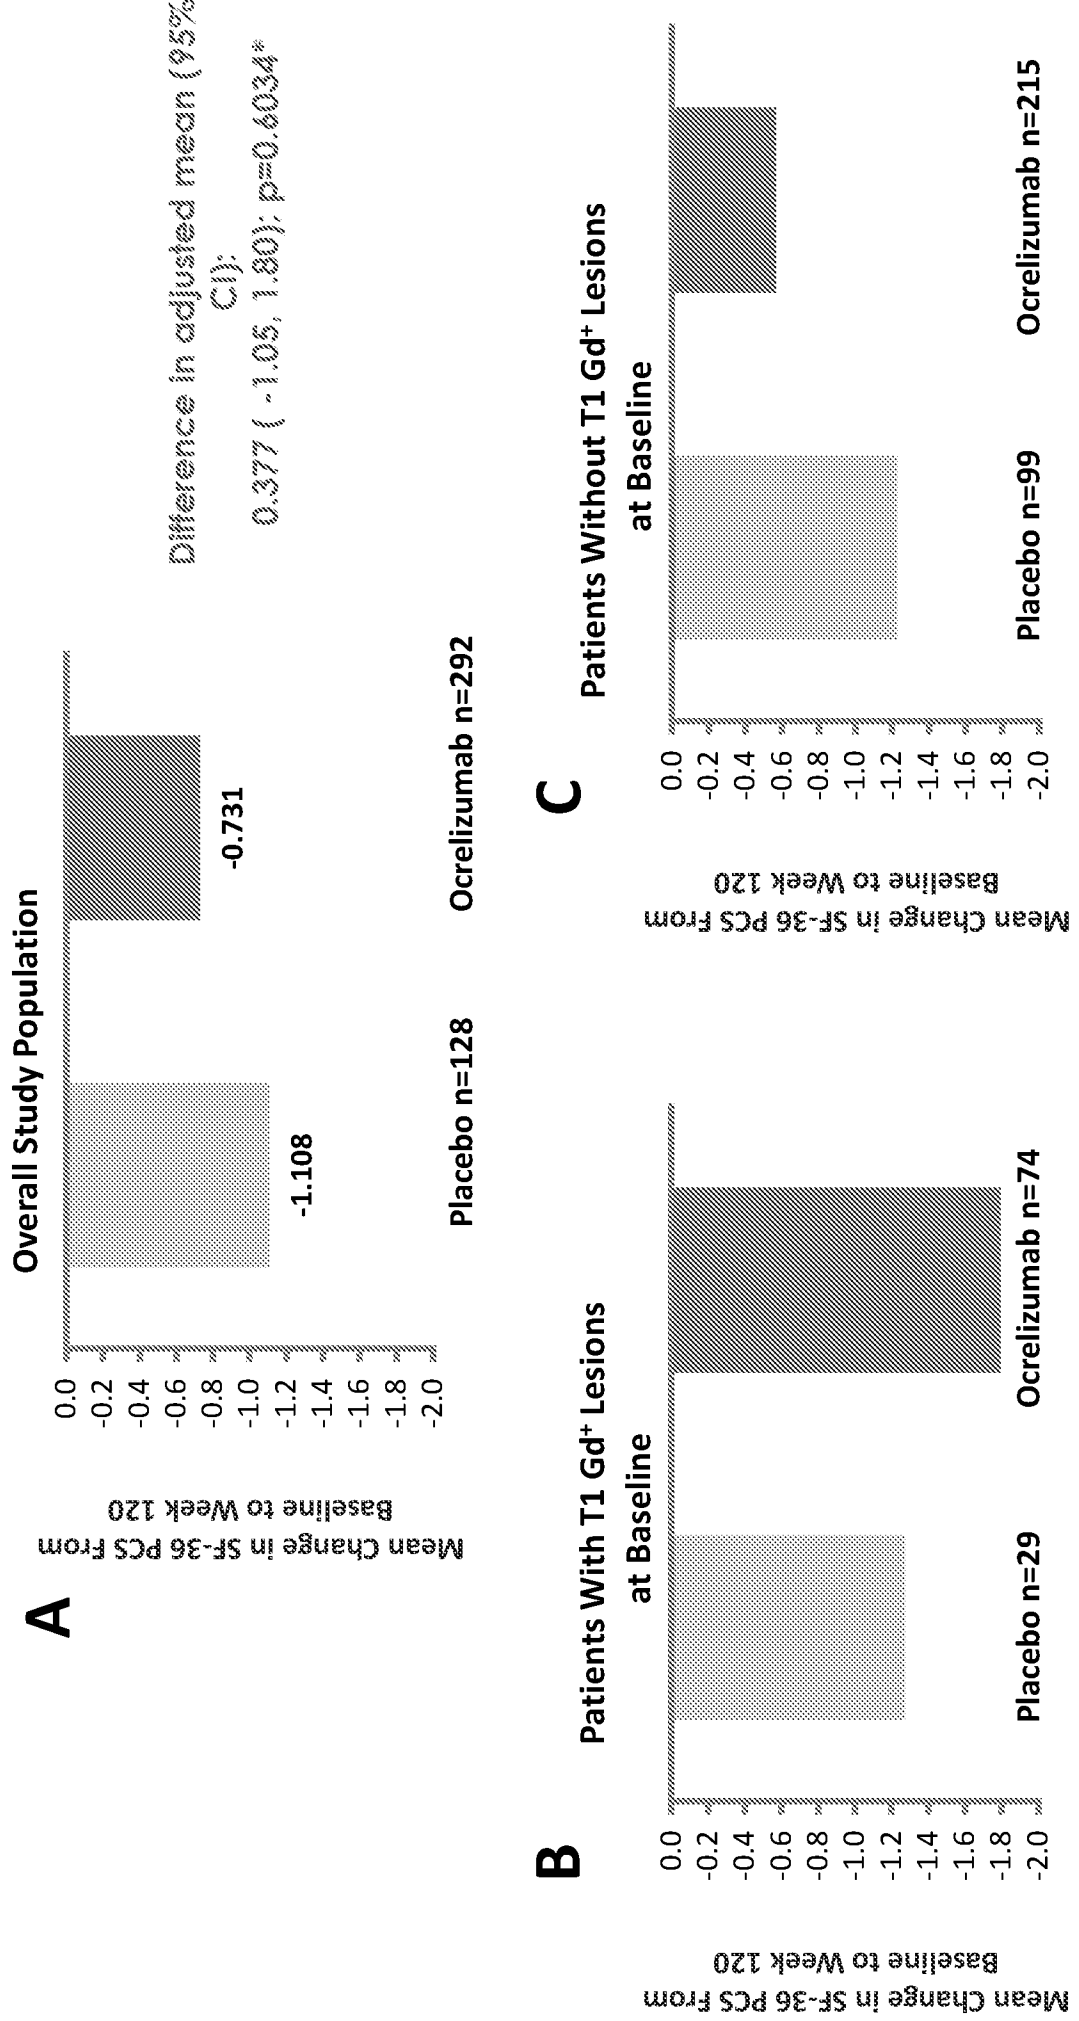 A
Overall Study Population
Mean Change in SF-36 PCS From
Baseline to Week 120
0.0
-0.2
-0.4
-0.6
-0.8
-1.0
-1.2
-1.4
-1.6
-1.8
-2.0
-1.108
-0.731
Placebo n=128
Ocrelizumab n=292
Difference in adjusted mean (95%
CI):
0.377 ( -1.05, 1.80); p=0.6034*
B
Patients With T1 Gd⁺ Lesions
at Baseline
Mean Change in SF-36 PCS From
Baseline to Week 120
0.0
-0.2
-0.4
-0.6
-0.8
-1.0
-1.2
-1.4
-1.6
-1.8
-2.0
Placebo n=29
Ocrelizumab n=74
C
Patients Without T1 Gd⁺ Lesions
at Baseline
Mean Change in SF-36 PCS From
Baseline to Week 120
0.0
-0.2
-0.4
-0.6
-0.8
-1.0
-1.2
-1.4
-1.6
-1.8
-2.0
Placebo n=99
Ocrelizumab n=215